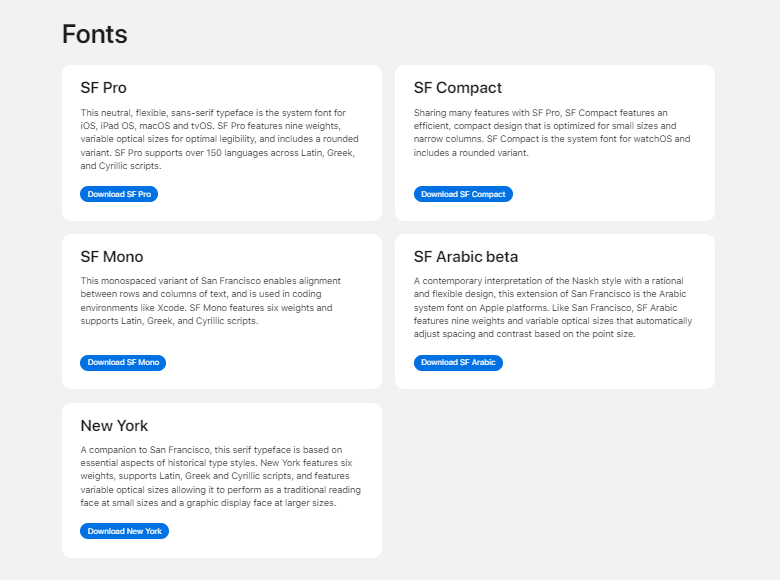 Fonts
SF Pro
This neutral, flexible, sans-serif typeface is the system font for
iOS, iPad OS, macOS and tvOS. SF Pro features nine weights,
variable optical sizes for optimal legibility, and includes a rounded
variant. SF Pro supports over 150 languages across Latin, Greek,
and Cyrillic scripts.
Download SF Pro
SF Compact
Sharing many features with SF Pro, SF Compact features an
efficient, compact design that is optimized for small sizes and
narrow columns. SF Compact is the system font for watchOS and
includes a rounded variant.
Download SF Compact
SF Mono
This monospaced variant of San Francisco enables alignment
between rows and columns of text, and is used in coding
environments like Xcode. SF Mono features six weights and
supports Latin, Greek, and Cyrillic scripts.
Download SF Mono
SF Arabic beta
A contemporary interpretation of the Naskh style with a rational
and flexible design, this extension of San Francisco is the Arabic
system font on Apple platforms. Like San Francisco, SF Arabic
features nine weights and variable optical sizes that automatically
adjust spacing and contrast based on the point size.
Download SF Arabic
New York
A companion to San Francisco, this serif typeface is based on
essential aspects of historical type styles. New York features six
weights, supports Latin, Greek and Cyrillic scripts, and features
variable optical sizes allowing it to perform as a traditional reading
face at small sizes and a graphic display face at larger sizes.
Download New York